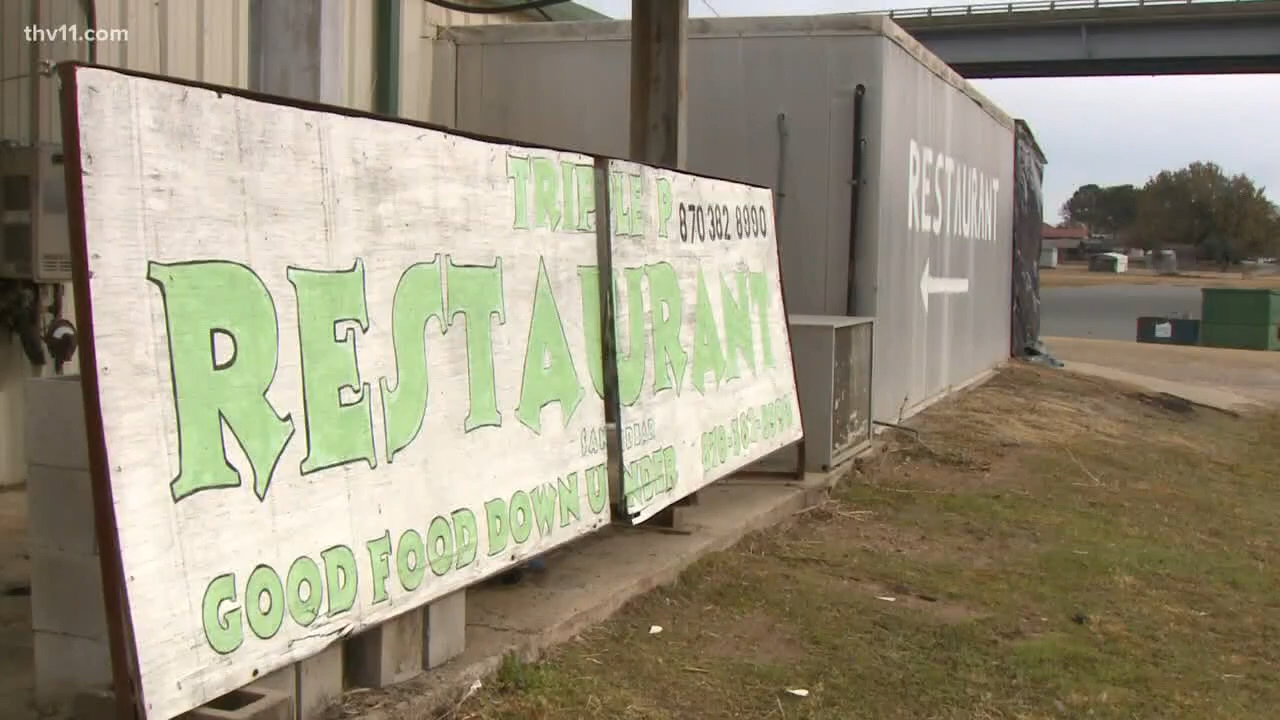 thv11.com
TRIPLE P
870 382 8990
RESTAURANT
GOOD FOOD DOWN UNDER
RESTAURANT